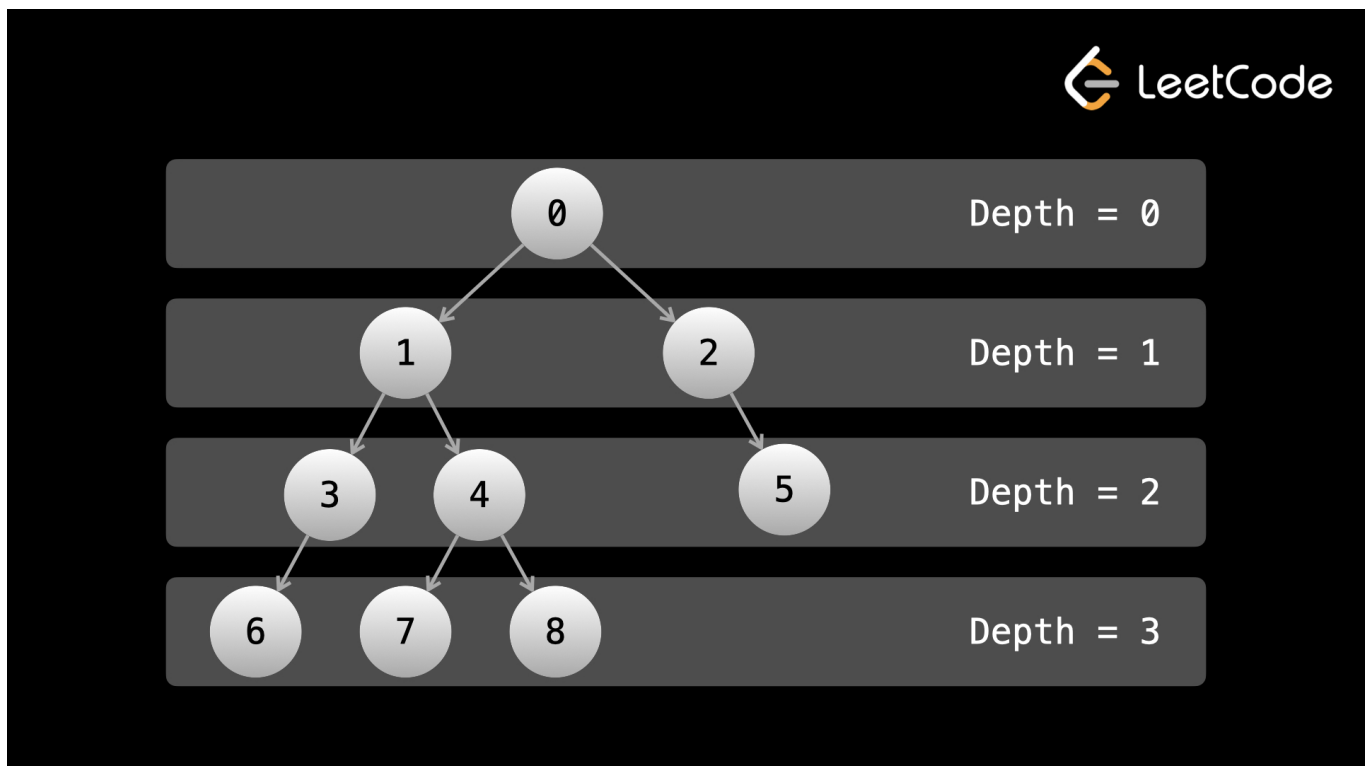 LeetCode
0 Depth = 0
1 2 Depth = 1
3 4 5 Depth = 2
6 7 8 Depth = 3